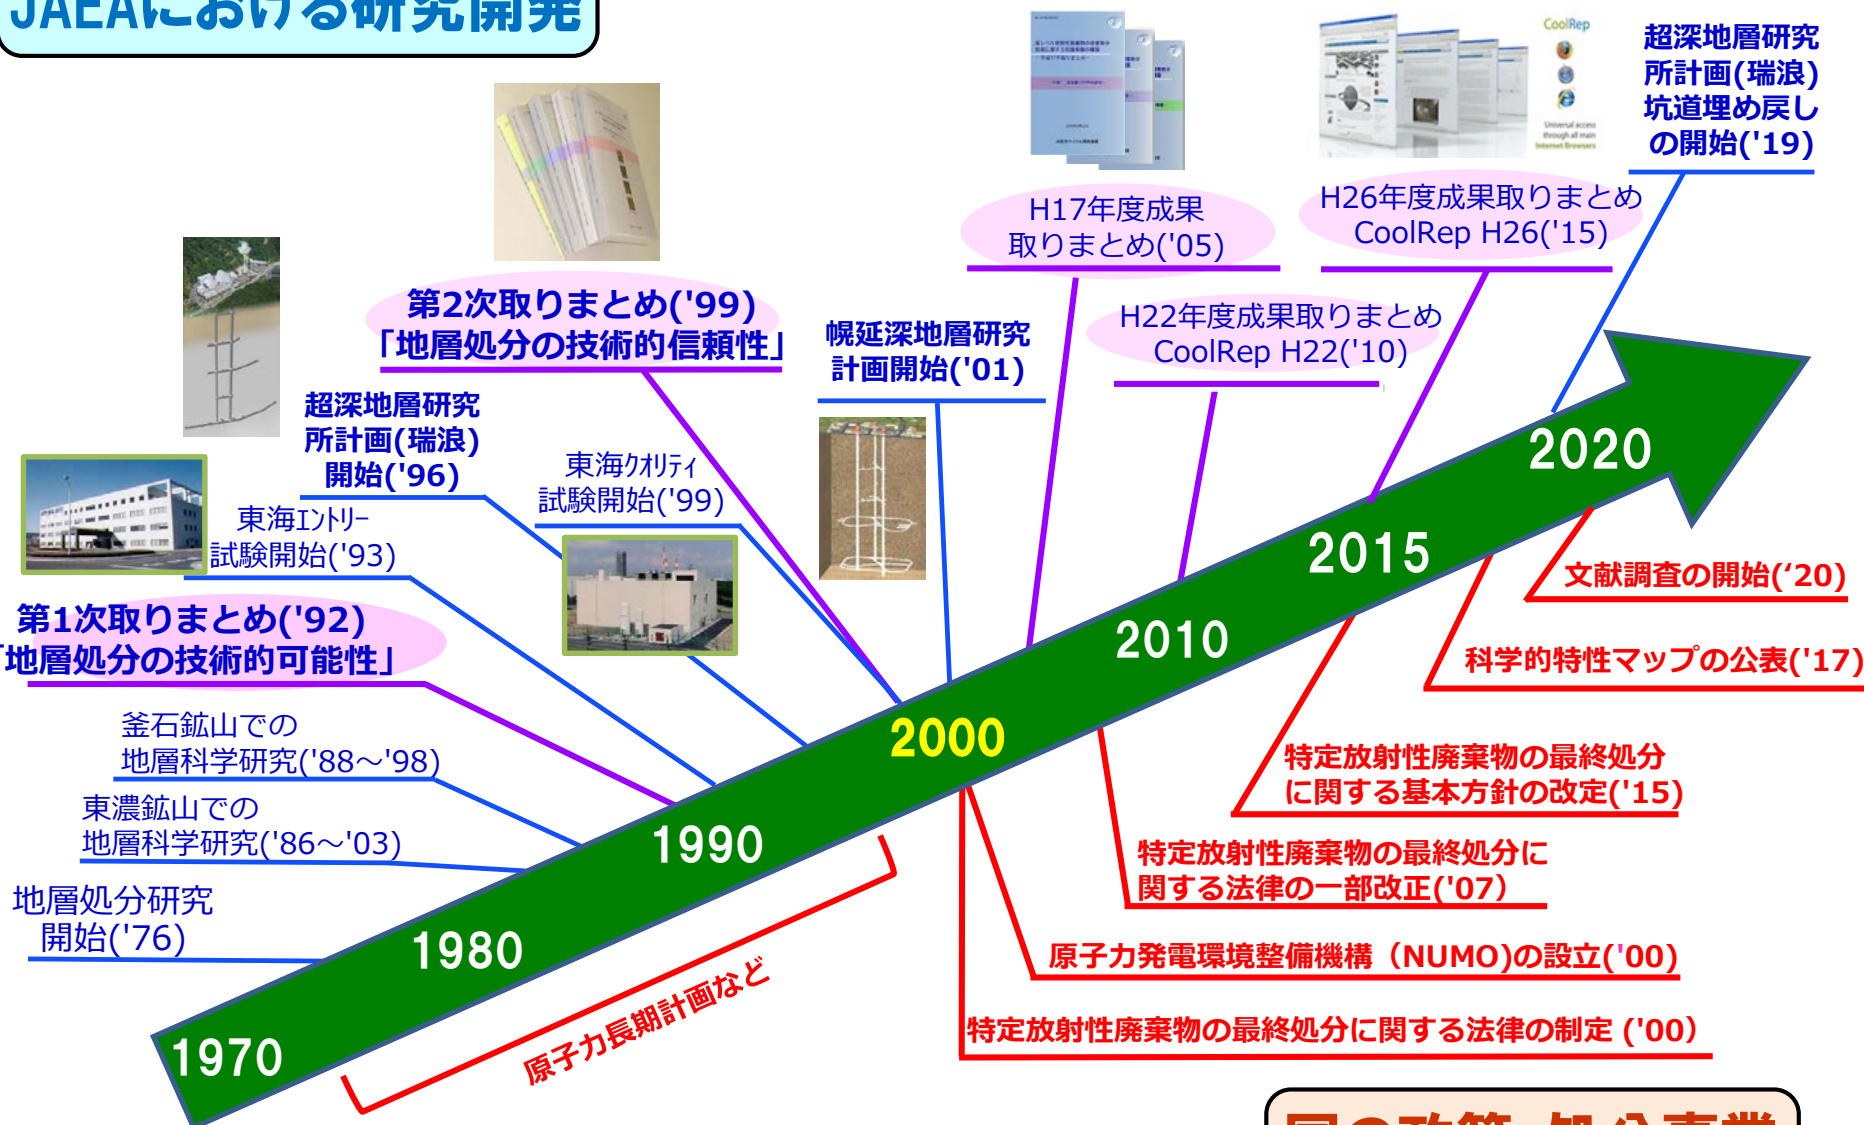 JAEAにおける研究開発
CoolRep
Universal access
through all main
Internet Browsers
超深地層研究
所計画(瑞浪)
坑道埋め戻し
の開始('19)
H17年度成果
取りまとめ('05)
H26年度成果取りまとめ
CoolRep H26('15)
第2次取りまとめ('99)
「地層処分の技術的信頼性」
幌延深地層研究
計画開始('01)
H22年度成果取りまとめ
CoolRep H22('10)
超深地層研究
所計画(瑞浪)
開始('96)
東海クオリティ
試験開始('99)
東海エントリー
試験開始('93)
第1次取りまとめ('92)
「地層処分の技術的可能性」
釜石鉱山での
地層科学研究('88～'98)
東濃鉱山での
地層科学研究('86～'03)
地層処分研究
開始('76)
1970
1980
1990
2000
2010
2015
2020
文献調査の開始(‘20)
科学的特性マップの公表('17)
特定放射性廃棄物の最終処分
に関する基本方針の改定('15)
特定放射性廃棄物の最終処分に
関する法律の一部改正('07）
原子力発電環境整備機構（NUMO)の設立('00)
特定放射性廃棄物の最終処分に関する法律の制定 ('00）
原子力長期計画など
国の政策・処分事業